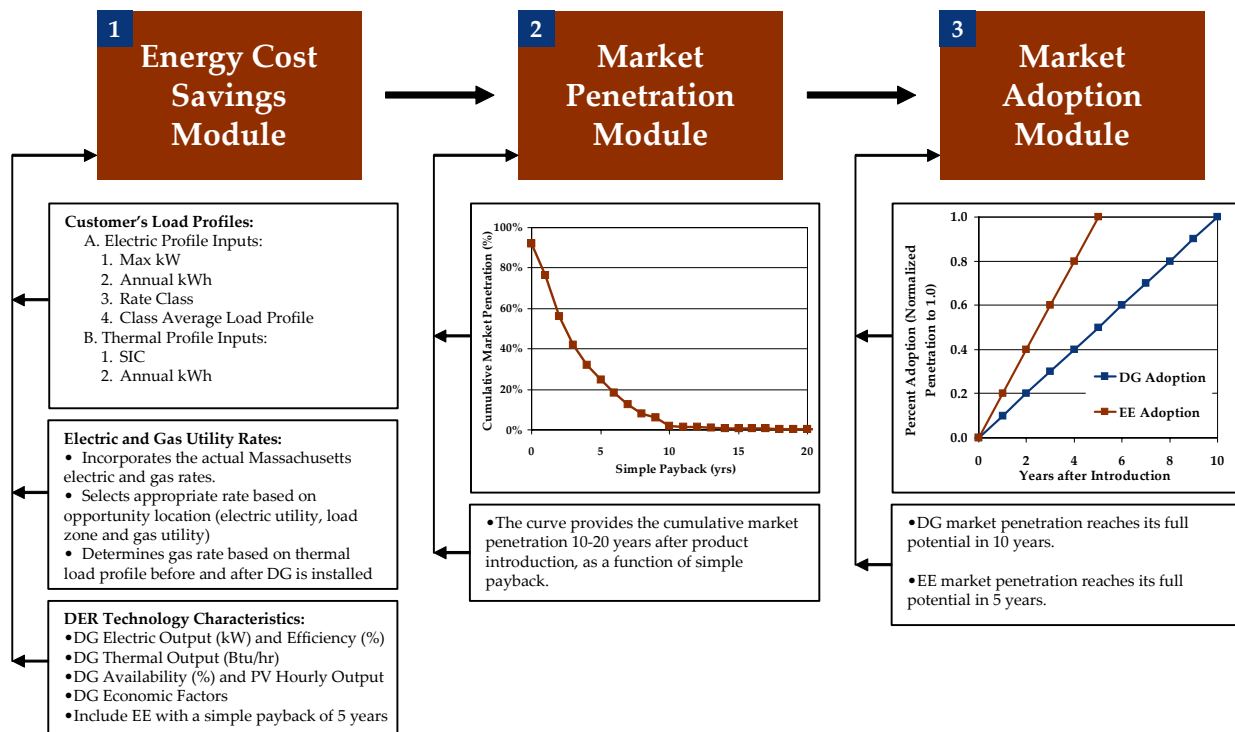 1
Energy Cost
Savings
Module
2
Market
Penetration
Module
3
Market
Adoption
Module
Customer's Load Profiles:
A. Electric Profile Inputs:
1. Max kW
2. Annual kWh
3. Rate Class
4. Class Average Load Profile
B. Thermal Profile Inputs:
1. SIC
2. Annual kWh
Electric and Gas Utility Rates:
• Incorporates the actual Massachusetts
electric and gas rates.
• Selects appropriate rate based on
opportunity location (electric utility, load
zone and gas utility)
• Determines gas rate based on thermal
load profile before and after DG is installed
DER Technology Characteristics:
•DG Electric Output (kW) and Efficiency (%)
•DG Thermal Output (Btu/hr)
•DG Availability (%) and PV Hourly Output
•DG Economic Factors
•Include EE with a simple payback of 5 years
Cumulative Market Penetration (%)
100%
80%
60%
40%
20%
0%
0 5 10 15 20
Simple Payback (yrs)
•The curve provides the cumulative market
penetration 10-20 years after product
introduction, as a function of simple
payback.
Percent Adoption (Normalized
Penetration to 1.0)
1.0
0.8
0.6
0.4
0.2
0.0
DG Adoption
EE Adoption
0 2 4 6 8 10
Years after Introduction
•DG market penetration reaches its full
potential in 10 years.
•EE market penetration reaches its full
potential in 5 years.